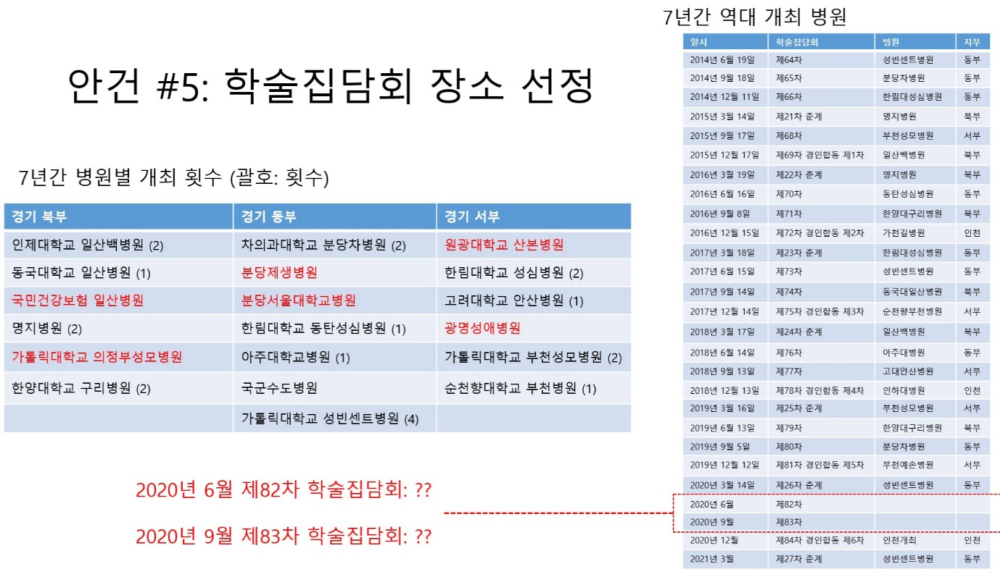 안건 #5: 학술집담회 장소 선정
7년간 병원별 개최 횟수 (괄호: 횟수)
경기 북부 경기 동부 경기 서부
인제대학교 일산백병원 (2) 차의과대학교 분당차병원 (2) 원광대학교 산본병원
동국대학교 일산병원 (1) 분당제생병원 한림대학교 성심병원 (2)
국민건강보험 일산병원 분당서울대학교병원 고려대학교 안산병원 (1)
명지병원 (2) 한림대학교 동탄성심병원 (1) 광명성애병원
가톨릭대학교 의정부성모병원 아주대학교병원 (1) 가톨릭대학교 부천성모병원 (2)
한양대학교 구리병원 (2) 국군수도병원 순천향대학교 부천병원 (1)
가톨릭대학교 성빈센트병원 (4)
2020년 6월 제82차 학술집담회: ??
2020년 9월 제83차 학술집담회: ??
7년간 역대 개최 병원
일시 학술집담회 병원 지부
2014년 6월 19일 제64차 성빈센트병원 동부
2014년 9월 18일 제65차 분당차병원 동부
2014년 12월 11일 제66차 한림대성심병원 동부
2015년 3월 14일 제21차 춘계 명지병원 북부
2015년 9월 17일 제68차 부천성모병원 서부
2015년 12월 17일 제69차 경인합동 제1차 일산백병원 북부
2016년 3월 19일 제22차 춘계 명지병원 북부
2016년 6월 16일 제70차 동탄성심병원 동부
2016년 9월 8일 제71차 한양대구리병원 북부
2016년 12월 15일 제72차 경인합동 제2차 가천길병원 인천
2017년 3월 18일 제23차 춘계 한림대성심병원 동부
2017년 6월 15일 제73차 성빈센트병원 동부
2017년 9월 14일 제74차 동국대일산병원 북부
2017년 12월 14일 제75차 경인합동 제3차 순천향부천병원 서부
2018년 3월 17일 제24차 춘계 일산백병원 북부
2018년 6월 14일 제76차 아주대병원 동부
2018년 9월 13일 제77차 고대안산병원 서부
2018년 12월 13일 제78차 경인합동 제4차 인하대병원 인천
2019년 3월 16일 제25차 춘계 부천성모병원 서부
2019년 6월 13일 제79차 한양대구리병원 북부
2019년 9월 5일 제80차 분당차병원 동부
2019년 12월 12일 제81차 경인합동 제5차 부천예손병원 서부
2020년 3월 14일 제26차 춘계 성빈센트병원 동부
2020년 6월 제82차
2020년 9월 제83차
2020년 12월 제84차 경인합동 제6차 인천개최 인천
2021년 3월 제27차 춘계 성빈센트병원 동부